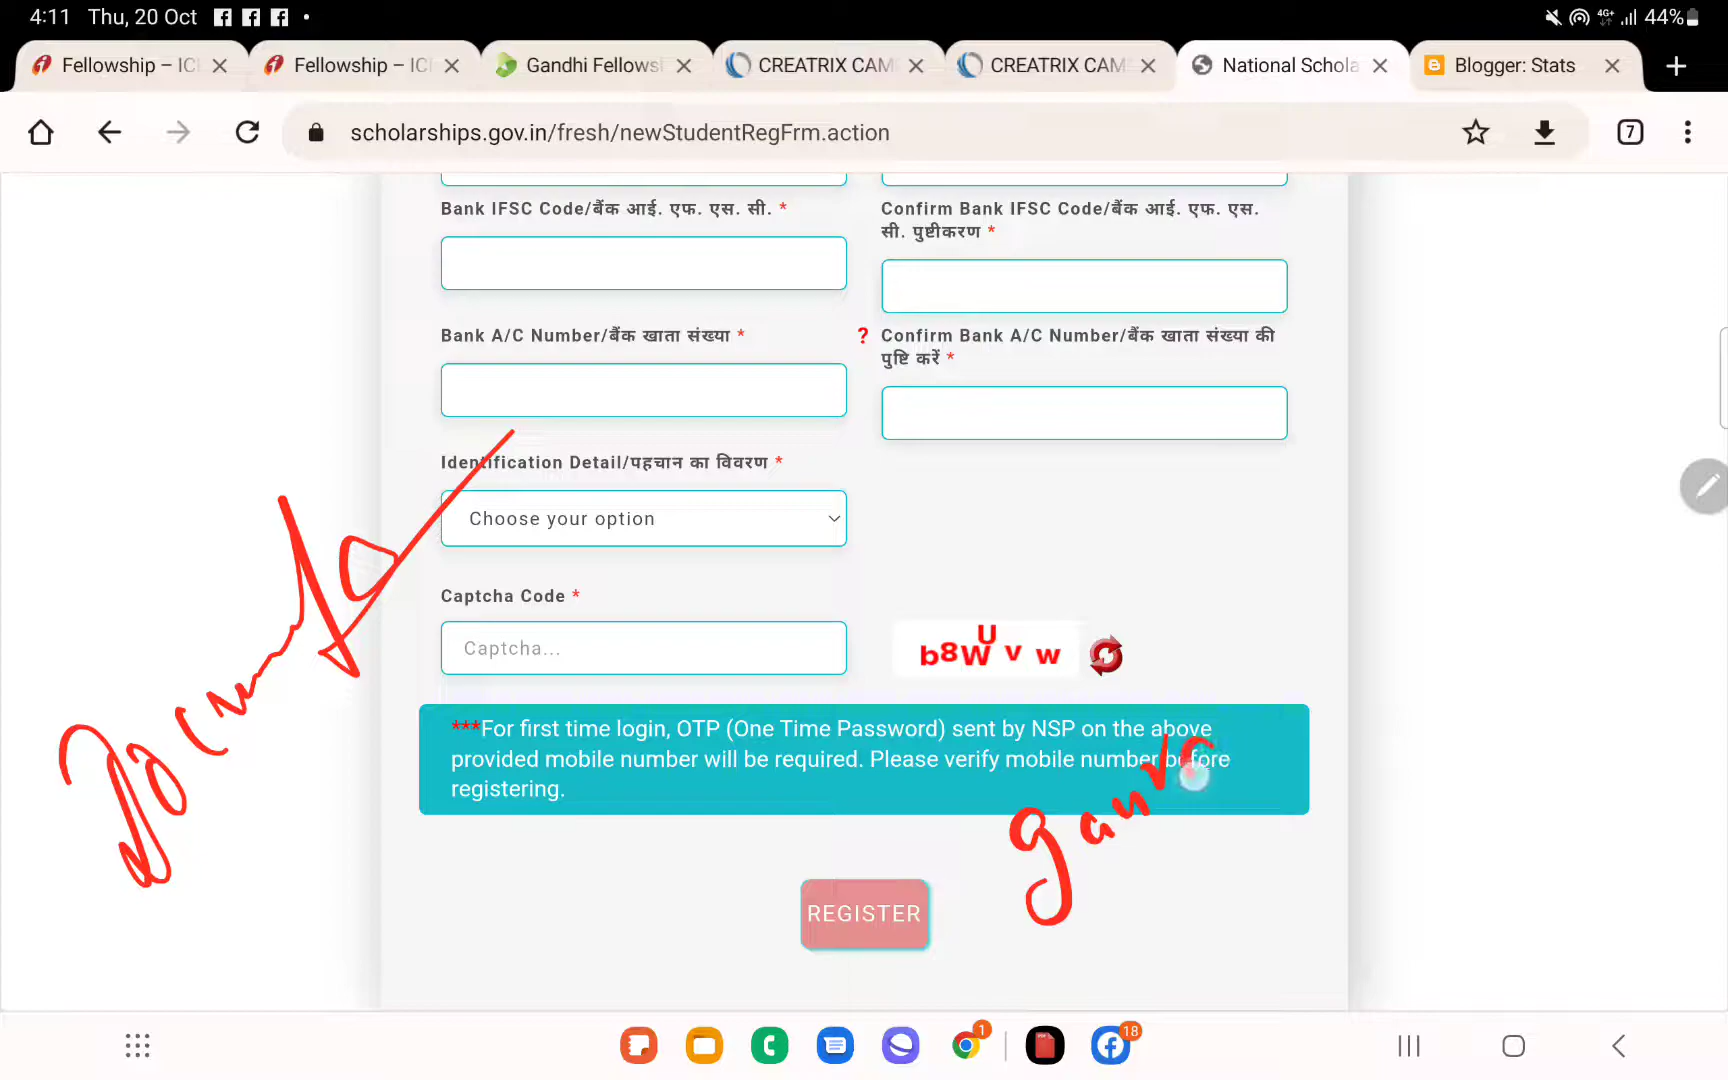 4:11 Thu, 20 Oct 4G+ 44%
Fellowship – IC Fellowship – IC Gandhi Fellows CREATRIX CAM CREATRIX CAM National Schola Blogger: Stats
scholarships.gov.in/fresh/newStudentRegFrm.action 7
Bank IFSC Code/बैंक आई. एफ. एस. सी. *
Confirm Bank IFSC Code/बैंक आई. एफ. एस.
सी. पुष्टीकरण *
Bank A/C Number/बैंक खाता संख्या *
? Confirm Bank A/C Number/बैंक खाता संख्या की
पुष्टि करें *
Identification Detail/पहचान का विवरण *
Choose your option
Captcha Code *
Captcha...
b8WUvw
***For first time login, OTP (One Time Password) sent by NSP on the above
provided mobile number will be required. Please verify mobile number before
registering.
REGISTER
1 18